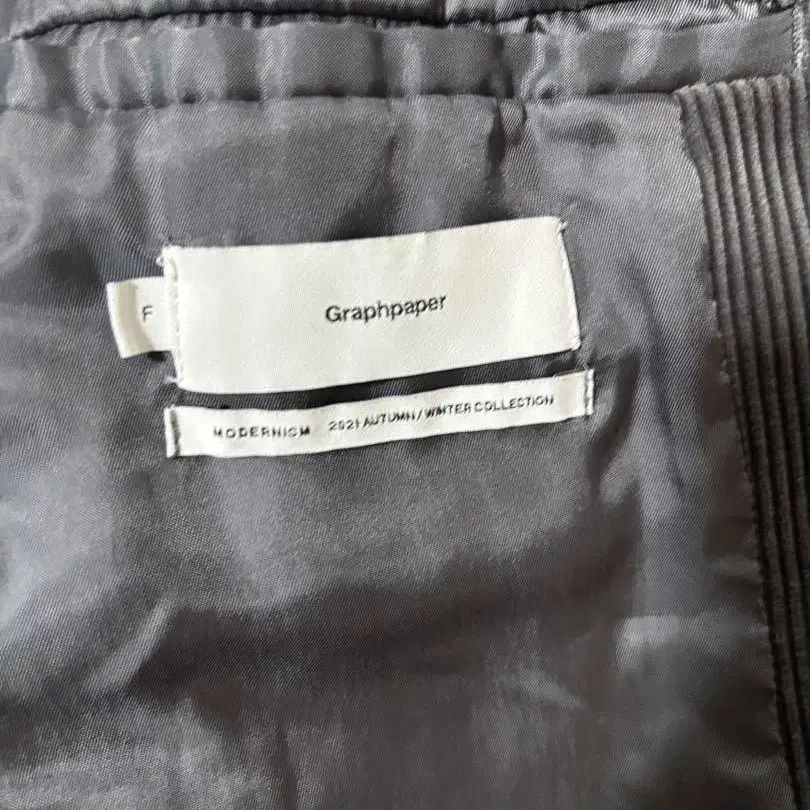 F
Graphpaper
MODERNISM 2021 AUTUMN / WINTER COLLECTION